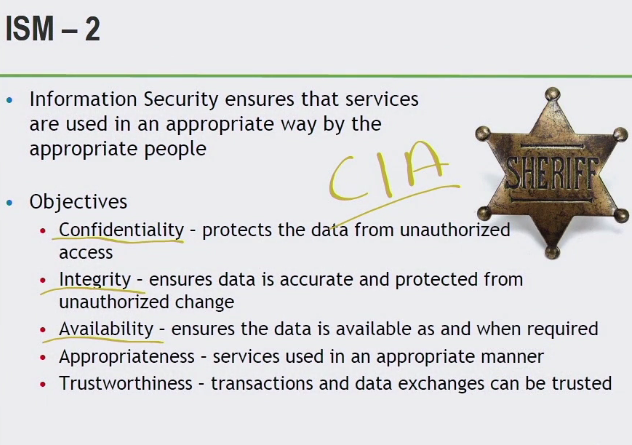 ISM – 2
• Information Security ensures that services
are used in an appropriate way by the
appropriate people
CIA
SHERIFF
• Objectives
• Confidentiality – protects the data from unauthorized
access
• Integrity – ensures data is accurate and protected from
unauthorized change
• Availability – ensures the data is available as and when required
• Appropriateness – services used in an appropriate manner
• Trustworthiness – transactions and data exchanges can be trusted